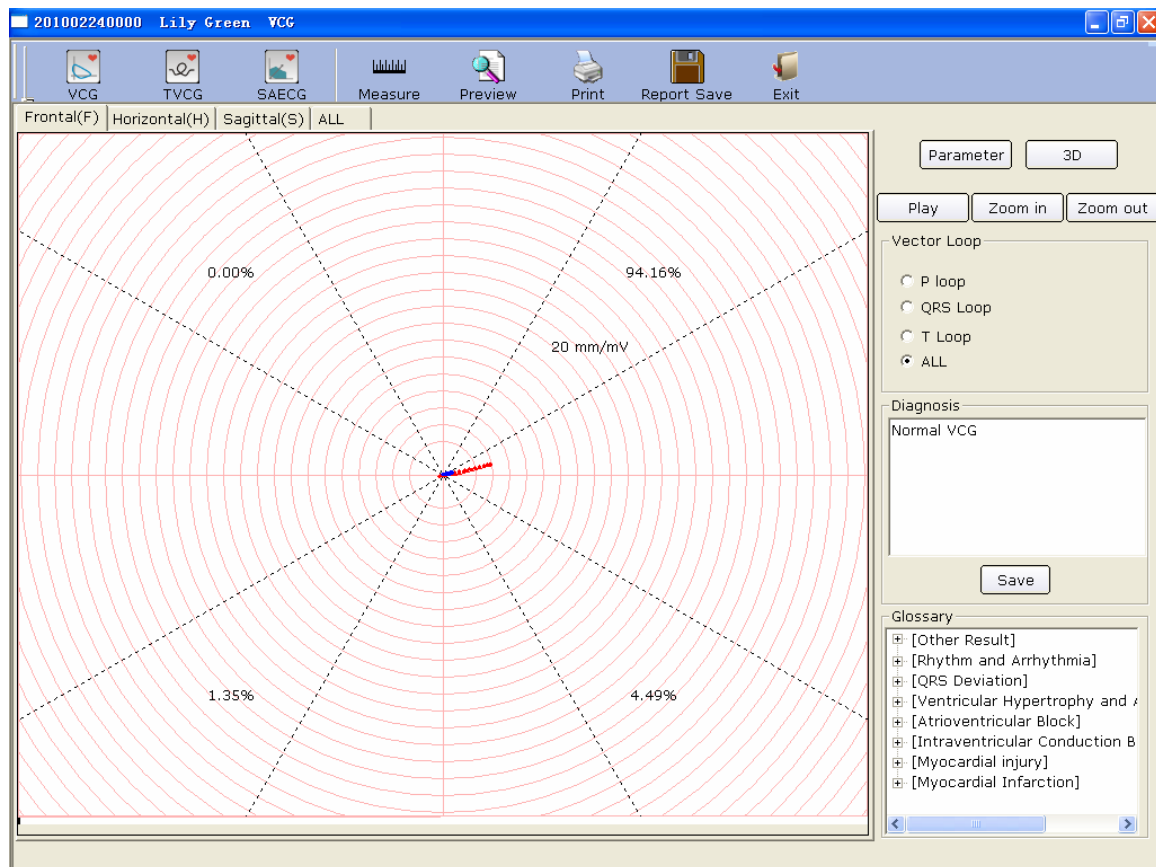 201002240000 Lily Green VCG
VCG TVCG SAECG Measure Preview Print Report Save Exit
Frontal(F) Horizontal(H) Sagittal(S) ALL
0.00%
94.16%
20 mm/mV
1.35%
4.49%
Parameter 3D
Play Zoom in Zoom out
Vector Loop
P loop
QRS Loop
T Loop
ALL
Diagnosis
Normal VCG
Save
Glossary
[Other Result]
[Rhythm and Arrhythmia]
[QRS Deviation]
[Ventricular Hypertrophy and
[Atrioventricular Block]
[Intraventricular Conduction B
[Myocardial injury]
[Myocardial Infarction]